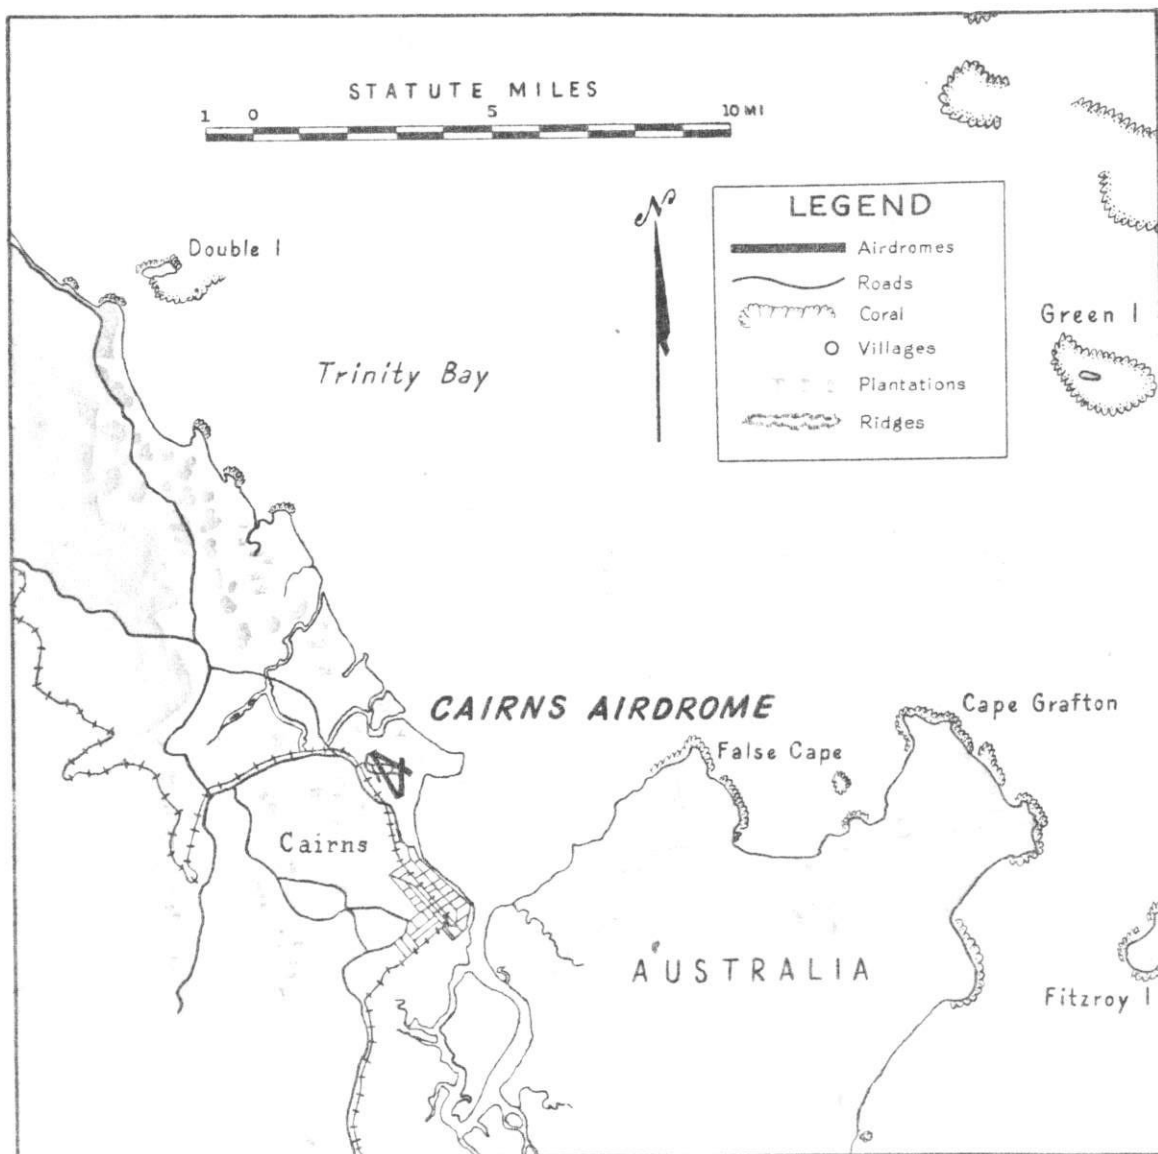 STATUTE MILES
1 0 5 10 MI
N
LEGEND
Airdromes
Roads
Coral
Villages
Plantations
Ridges
Double I
Green I
Trinity Bay
CAIRNS AIRDROME
Cape Grafton
False Cape
Cairns
AUSTRALIA
Fitzroy I